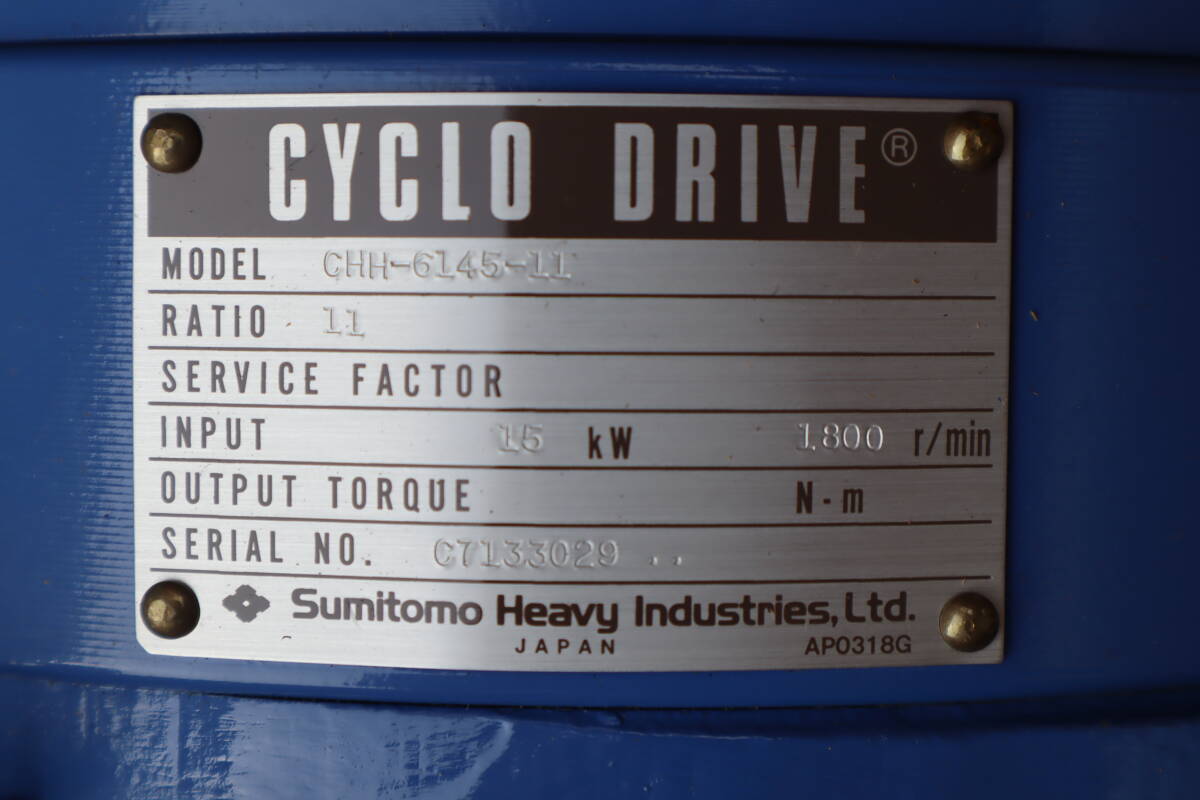 CYCLO DRIVE®
MODEL CHH-6145-11
RATIO 11
SERVICE FACTOR
INPUT 15 kW 1800 r/min
OUTPUT TORQUE N·m
SERIAL NO. C7133029 ..
Sumitomo Heavy Industries, Ltd.
JAPAN AP0318G